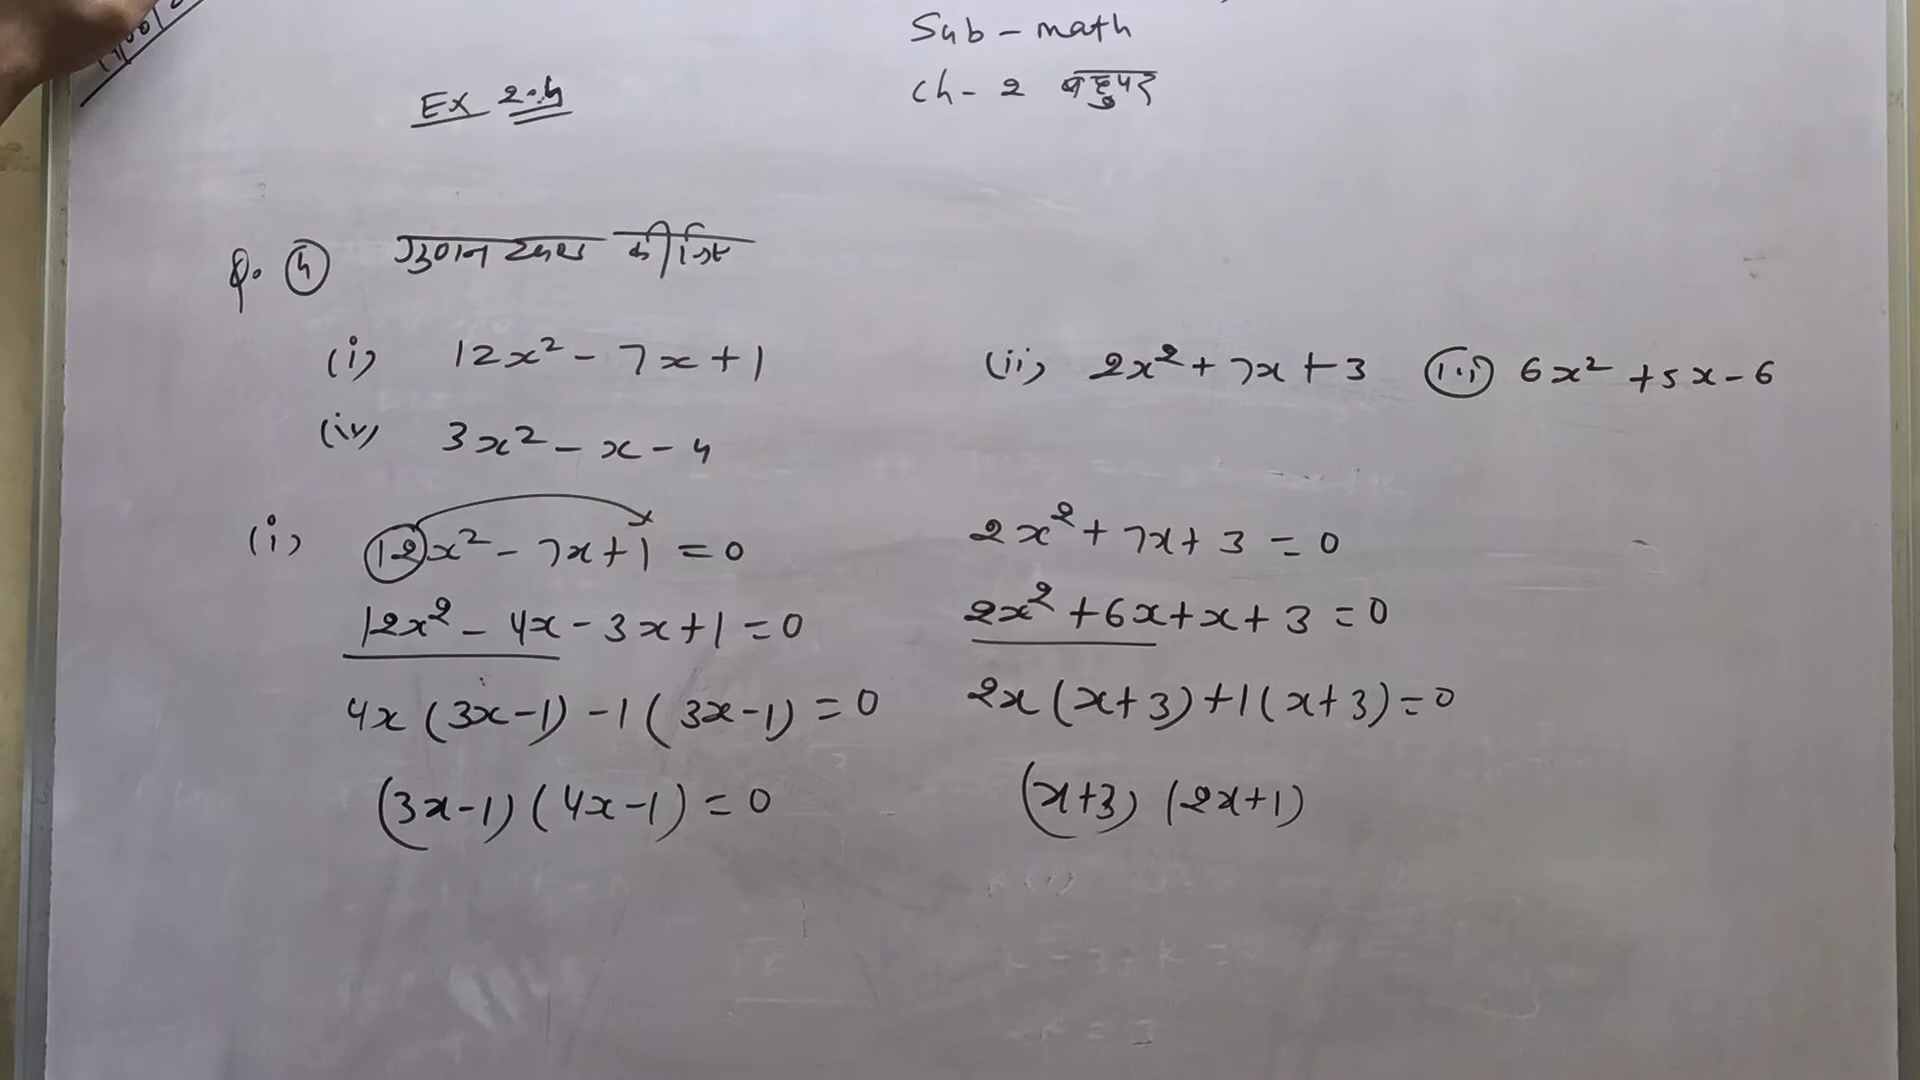 Sub - math
Ch - 2 बहुपद
Ex 2.4
Q. (4) गुणनखण्ड कीजिए
(i) 12x² - 7x + 1 (ii) 2x² + 7x + 3 (iii) 6x² + 5x - 6
(iv) 3x² - x - 4
(i) 12x² - 7x + 1 = 0
12x² - 4x - 3x + 1 = 0
4x (3x - 1) - 1 (3x - 1) = 0
(3x - 1) (4x - 1) = 0
2x² + 7x + 3 = 0
2x² + 6x + x + 3 = 0
2x (x + 3) + 1 (x + 3) = 0
(x + 3) (2x + 1)